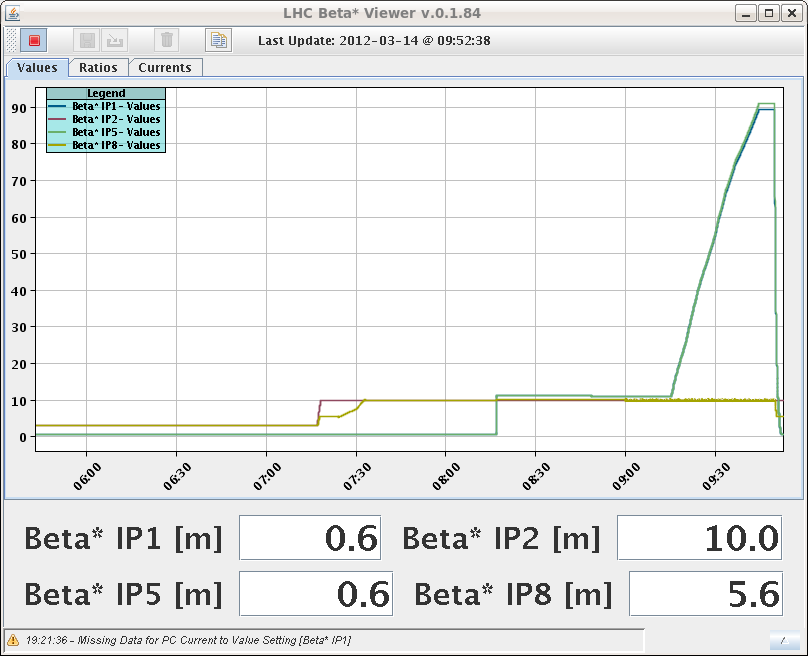 LHC Beta* Viewer v.0.1.84
Last Update: 2012-03-14 @ 09:52:38
Values Ratios Currents
Legend
Beta* IP1- Values
Beta* IP2- Values
Beta* IP5- Values
Beta* IP8- Values
90
80
70
60
50
40
30
20
10
0
06:00 06:30 07:00 07:30 08:00 08:30 09:00 09:30
Beta* IP1 [m] 0.6 Beta* IP2 [m] 10.0
Beta* IP5 [m] 0.6 Beta* IP8 [m] 5.6
19:21:36 - Missing Data for PC Current to Value Setting [Beta* IP1]